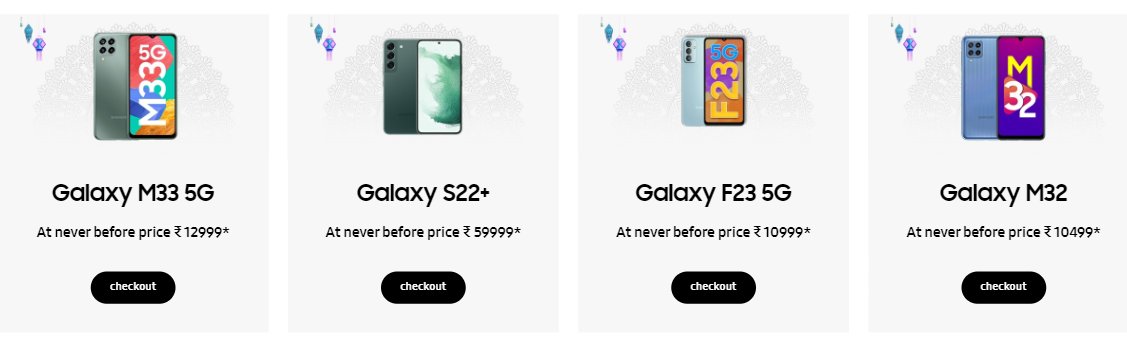 5G
M33
Galaxy M33 5G
At never before price ₹ 12999*
checkout
Galaxy S22+
At never before price ₹ 59999*
checkout
5G
F23
Galaxy F23 5G
At never before price ₹ 10999*
checkout
M
32
Galaxy M32
At never before price ₹ 10499*
checkout